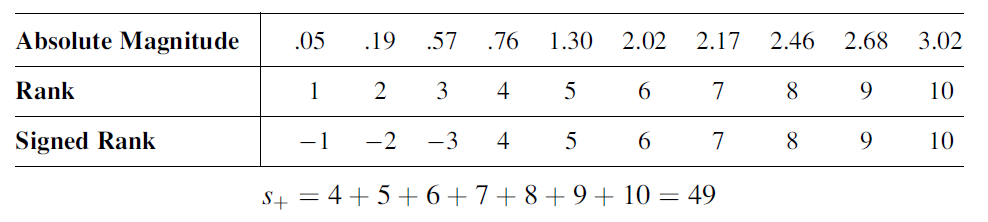 Absolute Magnitude .05 .19 .57 .76 1.30 2.02 2.17 2.46 2.68 3.02
Rank 1 2 3 4 5 6 7 8 9 10
Signed Rank −1 −2 −3 4 5 6 7 8 9 10
s+ = 4 + 5 + 6 + 7 + 8 + 9 + 10 = 49